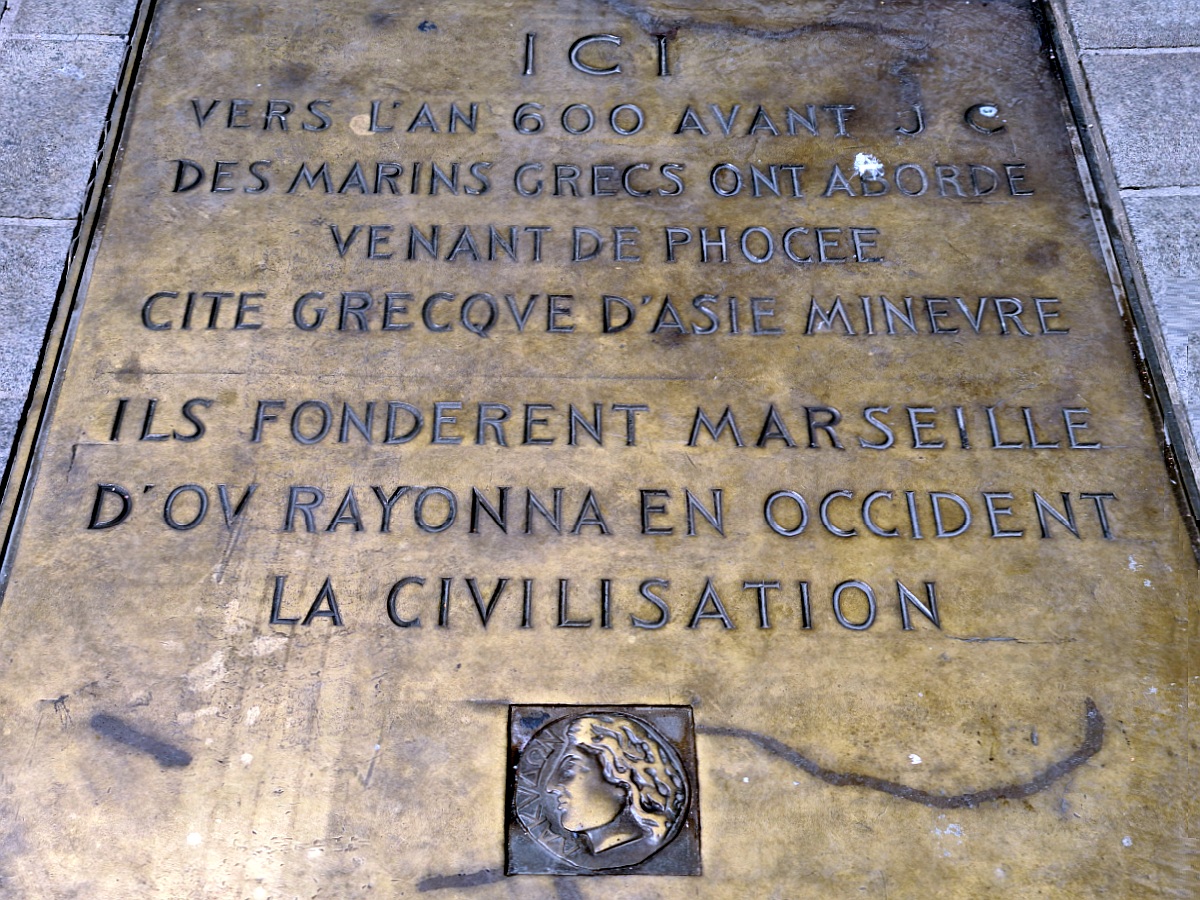 ICI
VERS L'AN 600 AVANT J C
DES MARINS GRECS ONT ABORDE
VENANT DE PHOCEE
CITE GRECQVE D'ASIE MINEVRE
ILS FONDERENT MARSEILLE
D'OV RAYONNA EN OCCIDENT
LA CIVILISATION